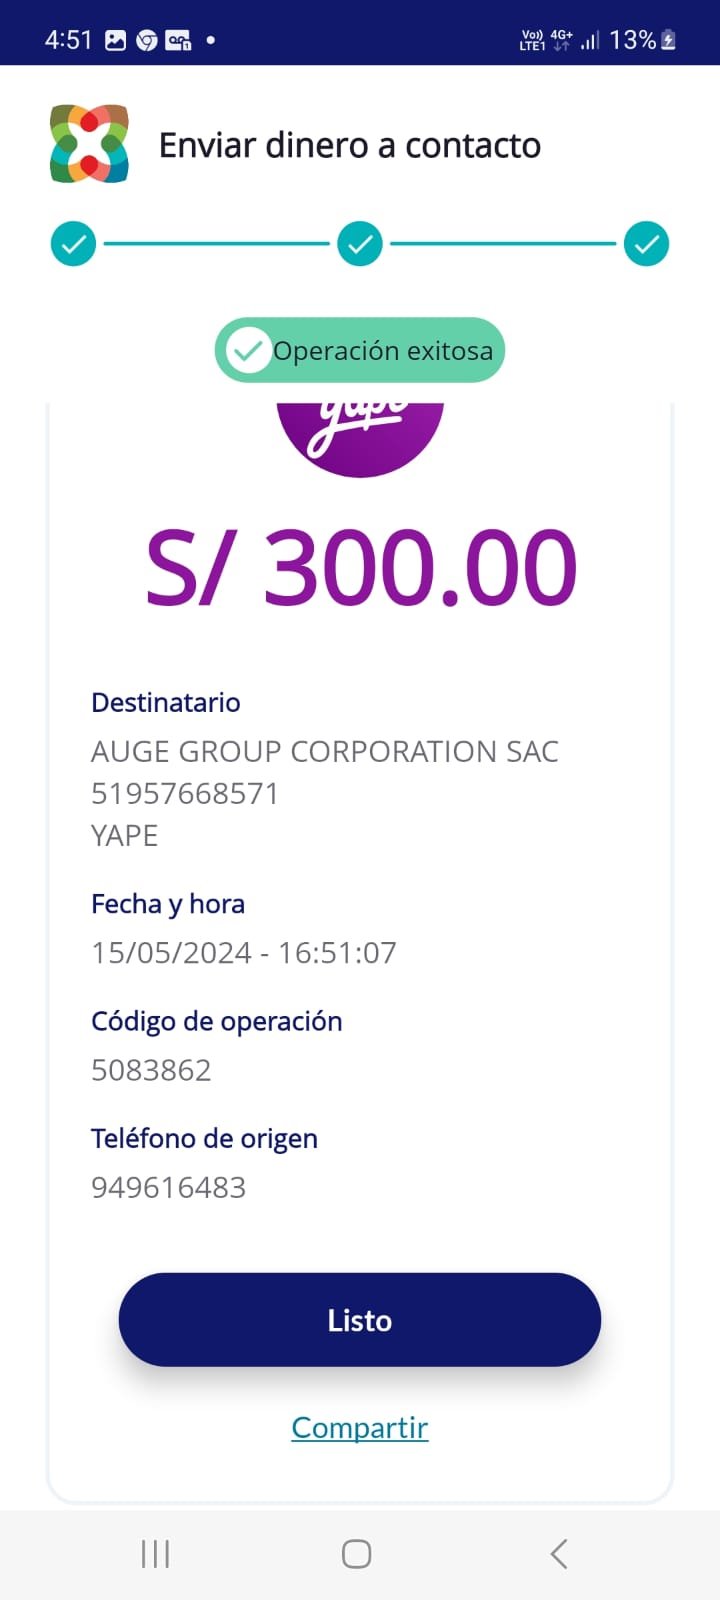 4:51
Vo)) 4G+ 13%
LTE1
Enviar dinero a contacto
Operación exitosa
yape
S/ 300.00
Destinatario
AUGE GROUP CORPORATION SAC
51957668571
YAPE
Fecha y hora
15/05/2024 - 16:51:07
Código de operación
5083862
Teléfono de origen
949616483
Listo
Compartir